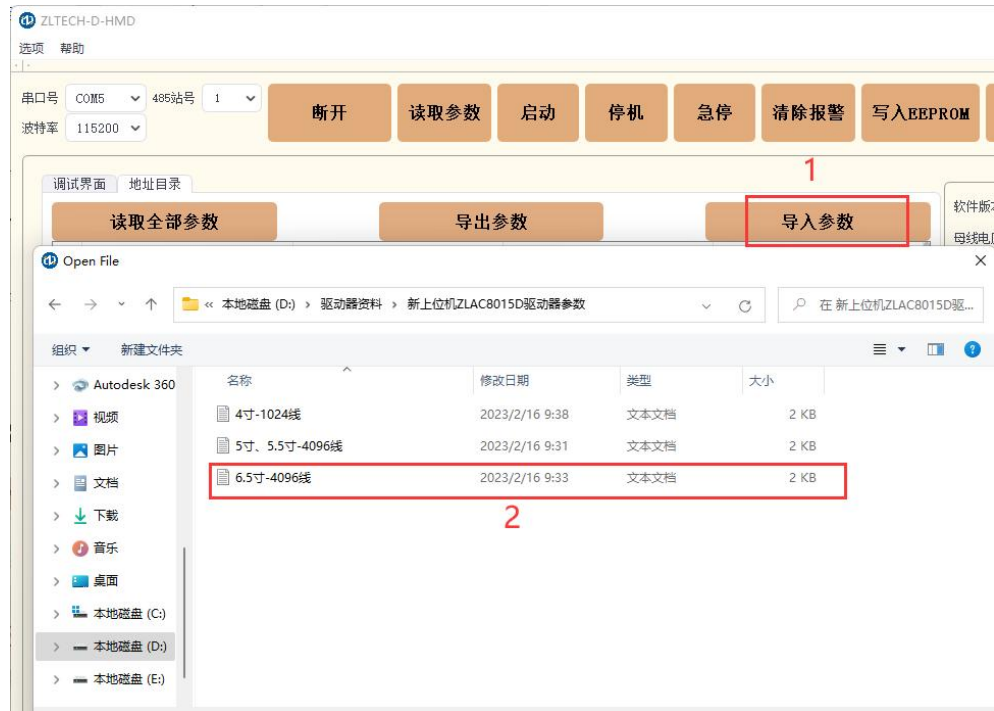 ZLTECH-D-HMD
选项 帮助
串口号 COM5 485站号 1
波特率 115200
断开 读取参数 启动 停机 急停 清除报警 写入EEPROM
1
调试界面 地址目录
读取全部参数 导出参数 导入参数
软件版本
母线电压
Open File
« 本地磁盘 (D:) › 驱动器资料 › 新上位机ZLAC8015D驱动器参数
在 新上位机ZLAC8015D驱...
组织 新建文件夹
名称 修改日期 类型 大小
Autodesk 360
视频
图片
文档
下载
音乐
桌面
本地磁盘 (C:)
本地磁盘 (D:)
本地磁盘 (E:)
4寸-1024线 2023/2/16 9:38 文本文档 2 KB
5寸、5.5寸-4096线 2023/2/16 9:31 文本文档 2 KB
6.5寸-4096线 2023/2/16 9:33 文本文档 2 KB
2